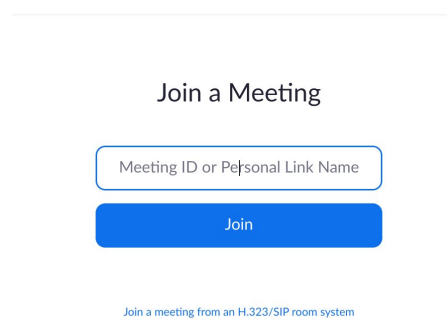 Join a Meeting
Meeting ID or Personal Link Name
Join
Join a meeting from an H.323/SIP room system